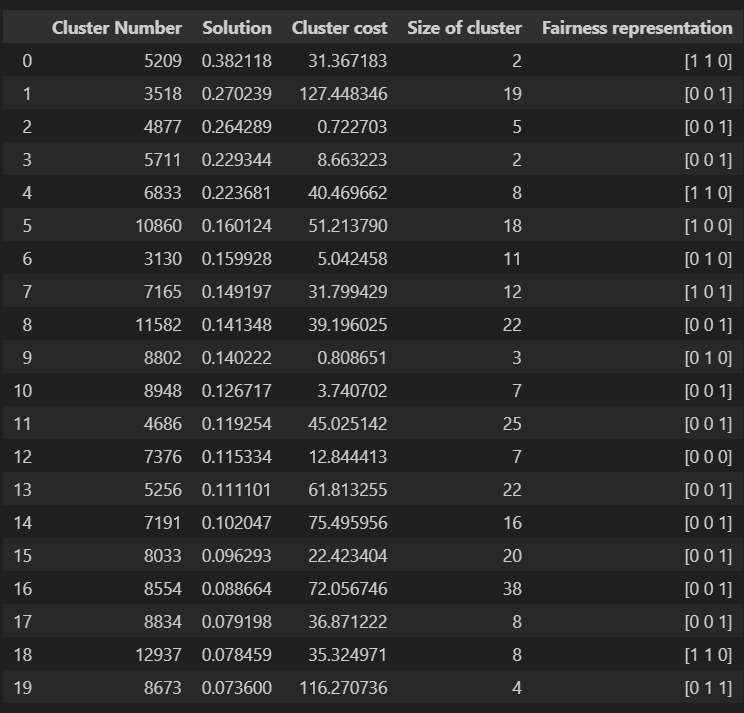 Cluster Number Solution Cluster cost Size of cluster Fairness representation
0 5209 0.382118 31.367183 2 [1 1 0]
1 3518 0.270239 127.448346 19 [0 0 1]
2 4877 0.264289 0.722703 5 [0 0 1]
3 5711 0.229344 8.663223 2 [0 0 1]
4 6833 0.223681 40.469662 8 [1 1 0]
5 10860 0.160124 51.213790 18 [1 0 0]
6 3130 0.159928 5.042458 11 [0 1 0]
7 7165 0.149197 31.799429 12 [1 0 1]
8 11582 0.141348 39.196025 22 [0 0 1]
9 8802 0.140222 0.808651 3 [0 1 0]
10 8948 0.126717 3.740702 7 [0 0 1]
11 4686 0.119254 45.025142 25 [0 0 1]
12 7376 0.115334 12.844413 7 [0 0 0]
13 5256 0.111101 61.813255 22 [0 0 1]
14 7191 0.102047 75.495956 16 [0 0 1]
15 8033 0.096293 22.423404 20 [0 0 1]
16 8554 0.088664 72.056746 38 [0 0 1]
17 8834 0.079198 36.871222 8 [0 0 1]
18 12937 0.078459 35.324971 8 [1 1 0]
19 8673 0.073600 116.270736 4 [0 1 1]